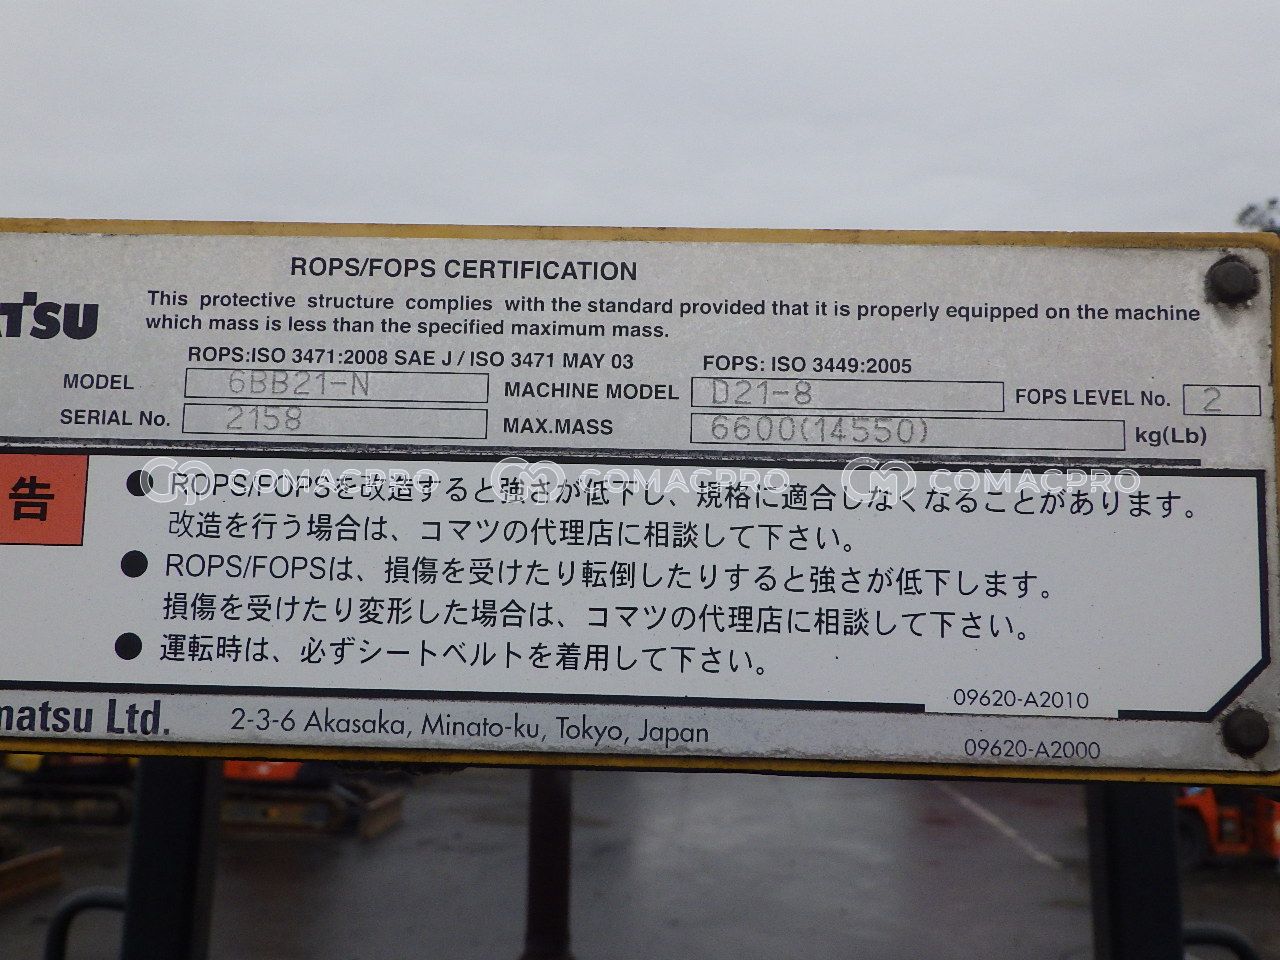 ROPS/FOPS CERTIFICATION
TSU
This protective structure complies with the standard provided that it is properly equipped on the machine
which mass is less than the specified maximum mass.
ROPS:ISO 3471:2008 SAE J / ISO 3471 MAY 03 FOPS: ISO 3449:2005
MODEL 6BB21-N MACHINE MODEL D21-8 FOPS LEVEL No. 2
SERIAL No. 2158 MAX.MASS 6600(14550) kg(Lb)
COMACPRO COMACPRO COMACPRO
告
● ROPS/FOPSを改造すると強さが低下し、規格に適合しなくなることがあります。
改造を行う場合は、コマツの代理店に相談して下さい。
● ROPS/FOPSは、損傷を受けたり転倒したりすると強さが低下します。
損傷を受けたり変形した場合は、コマツの代理店に相談して下さい。
● 運転時は、必ずシートベルトを着用して下さい。
09620-A2010
matsu Ltd. 2-3-6 Akasaka, Minato-ku, Tokyo, Japan
09620-A2000